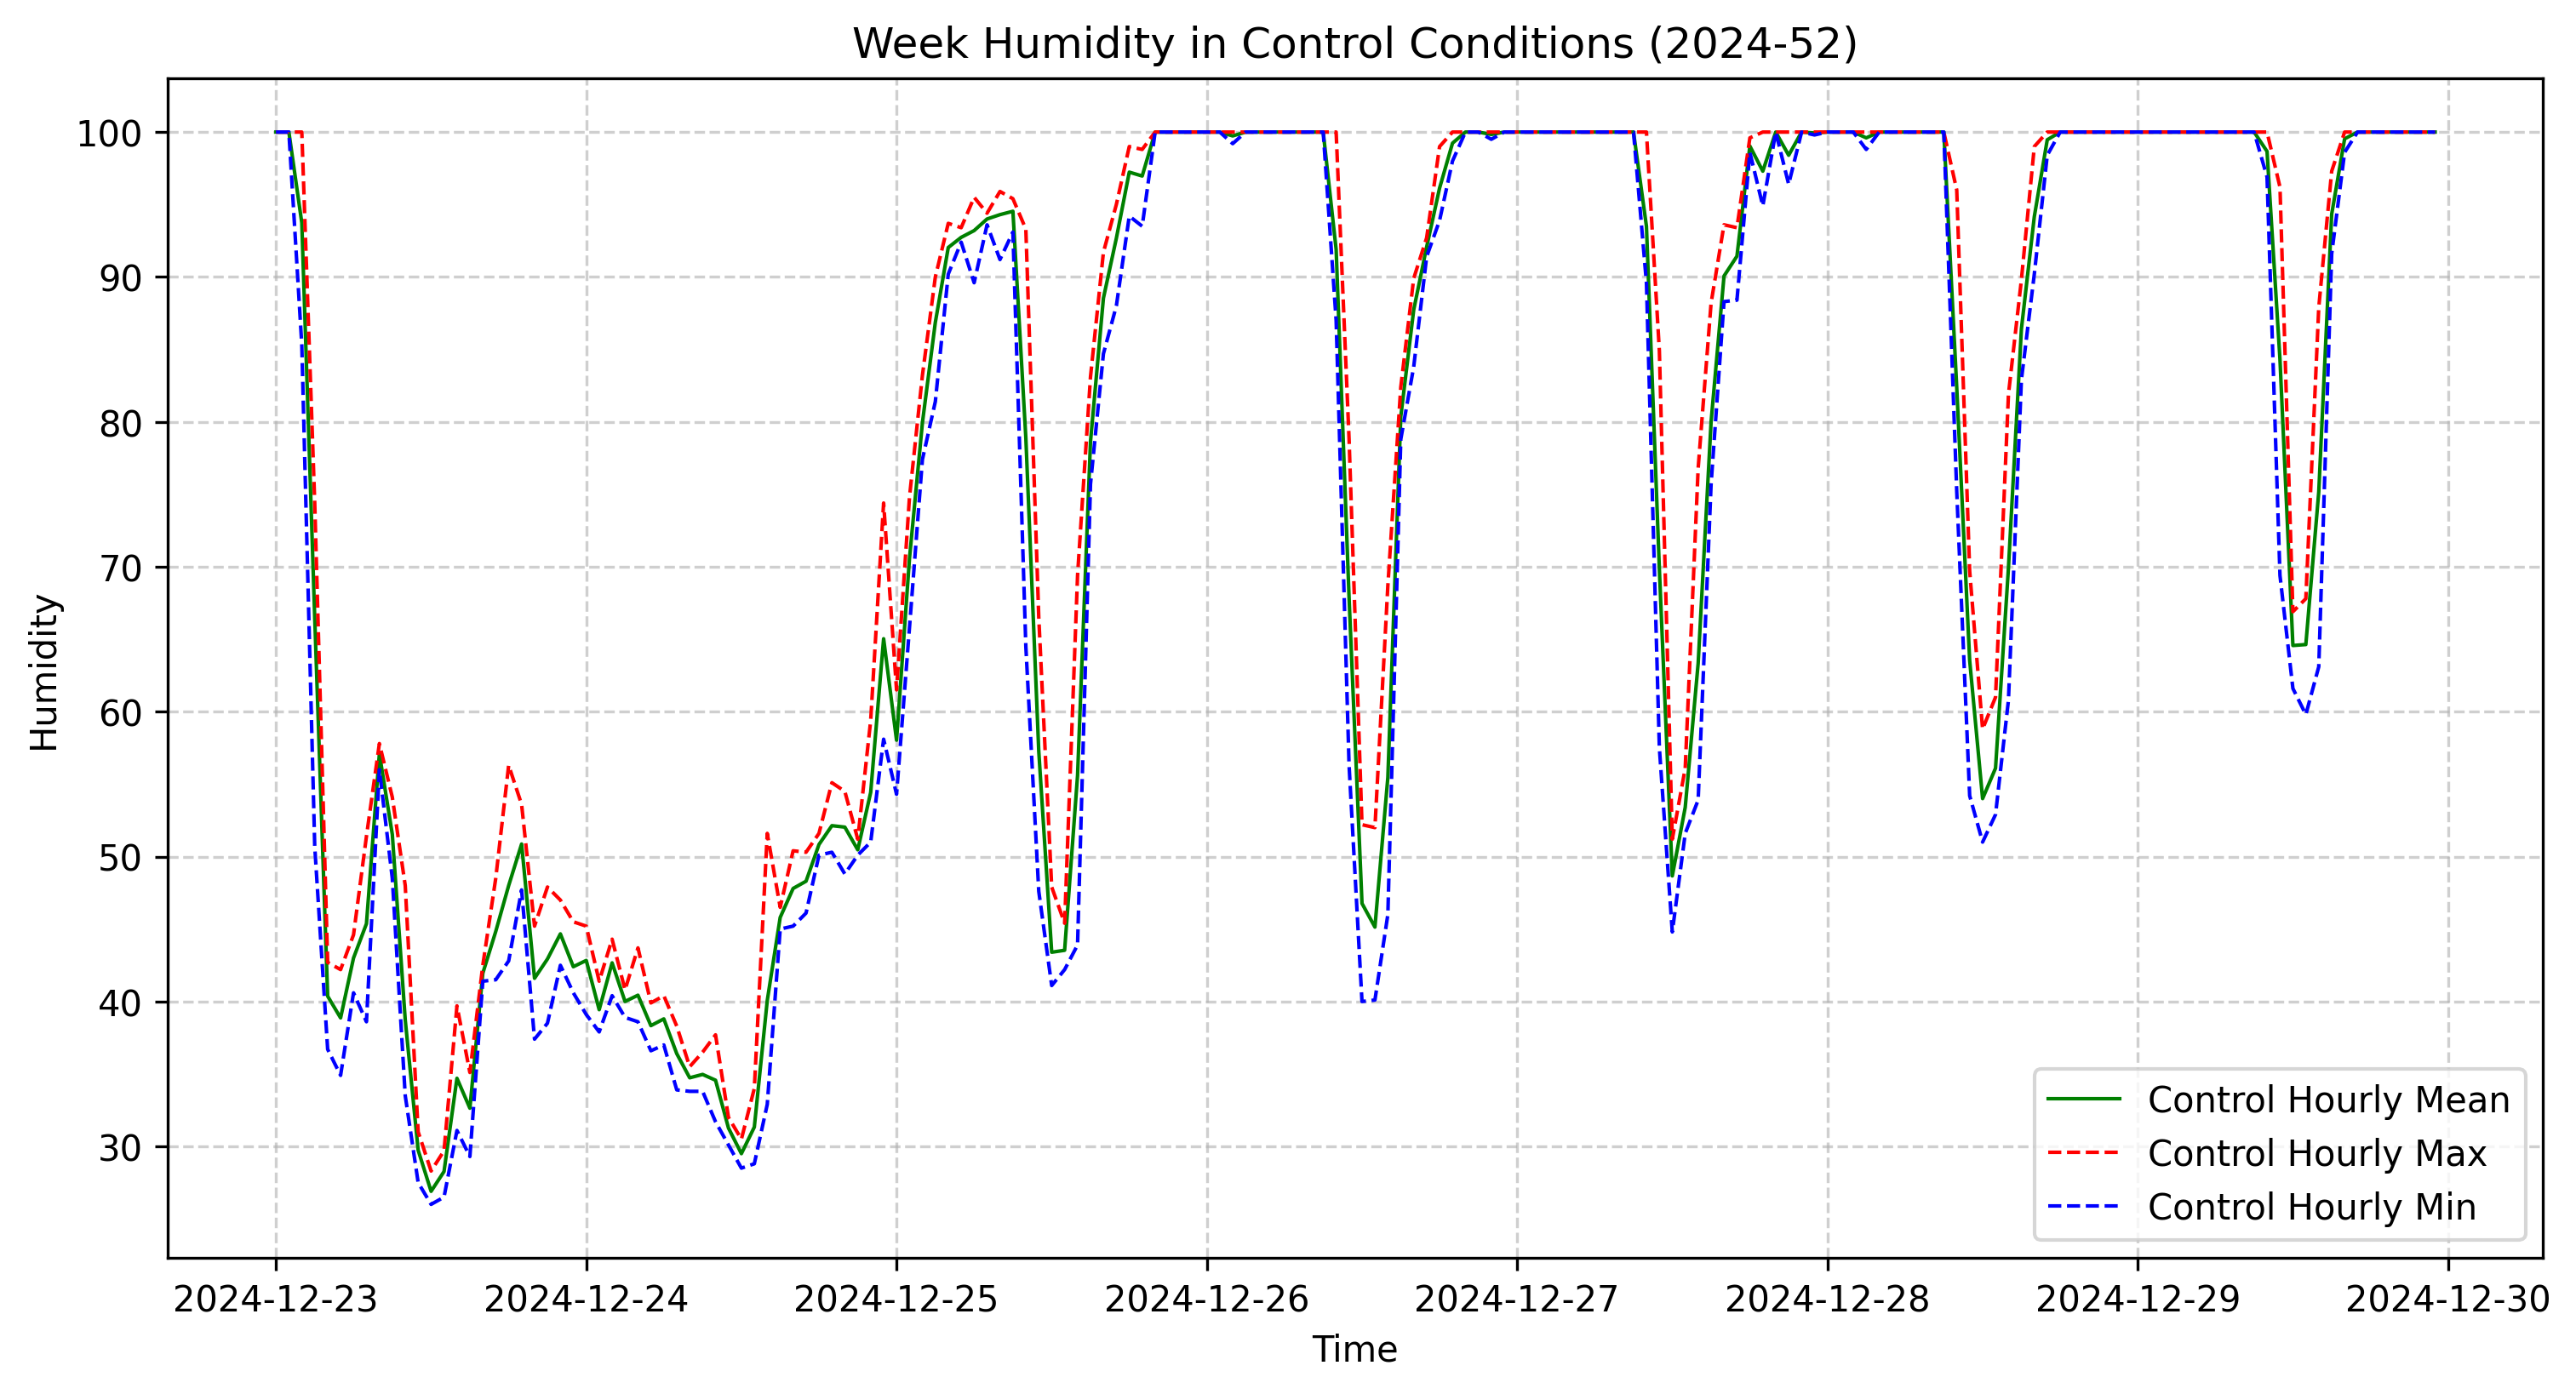 Week Humidity in Control Conditions (2024-52)
100
90
80
70
60
50
40
30
Humidity
Control Hourly Mean
Control Hourly Max
Control Hourly Min
2024-12-23 2024-12-24 2024-12-25 2024-12-26 2024-12-27 2024-12-28 2024-12-29 2024-12-30
Time